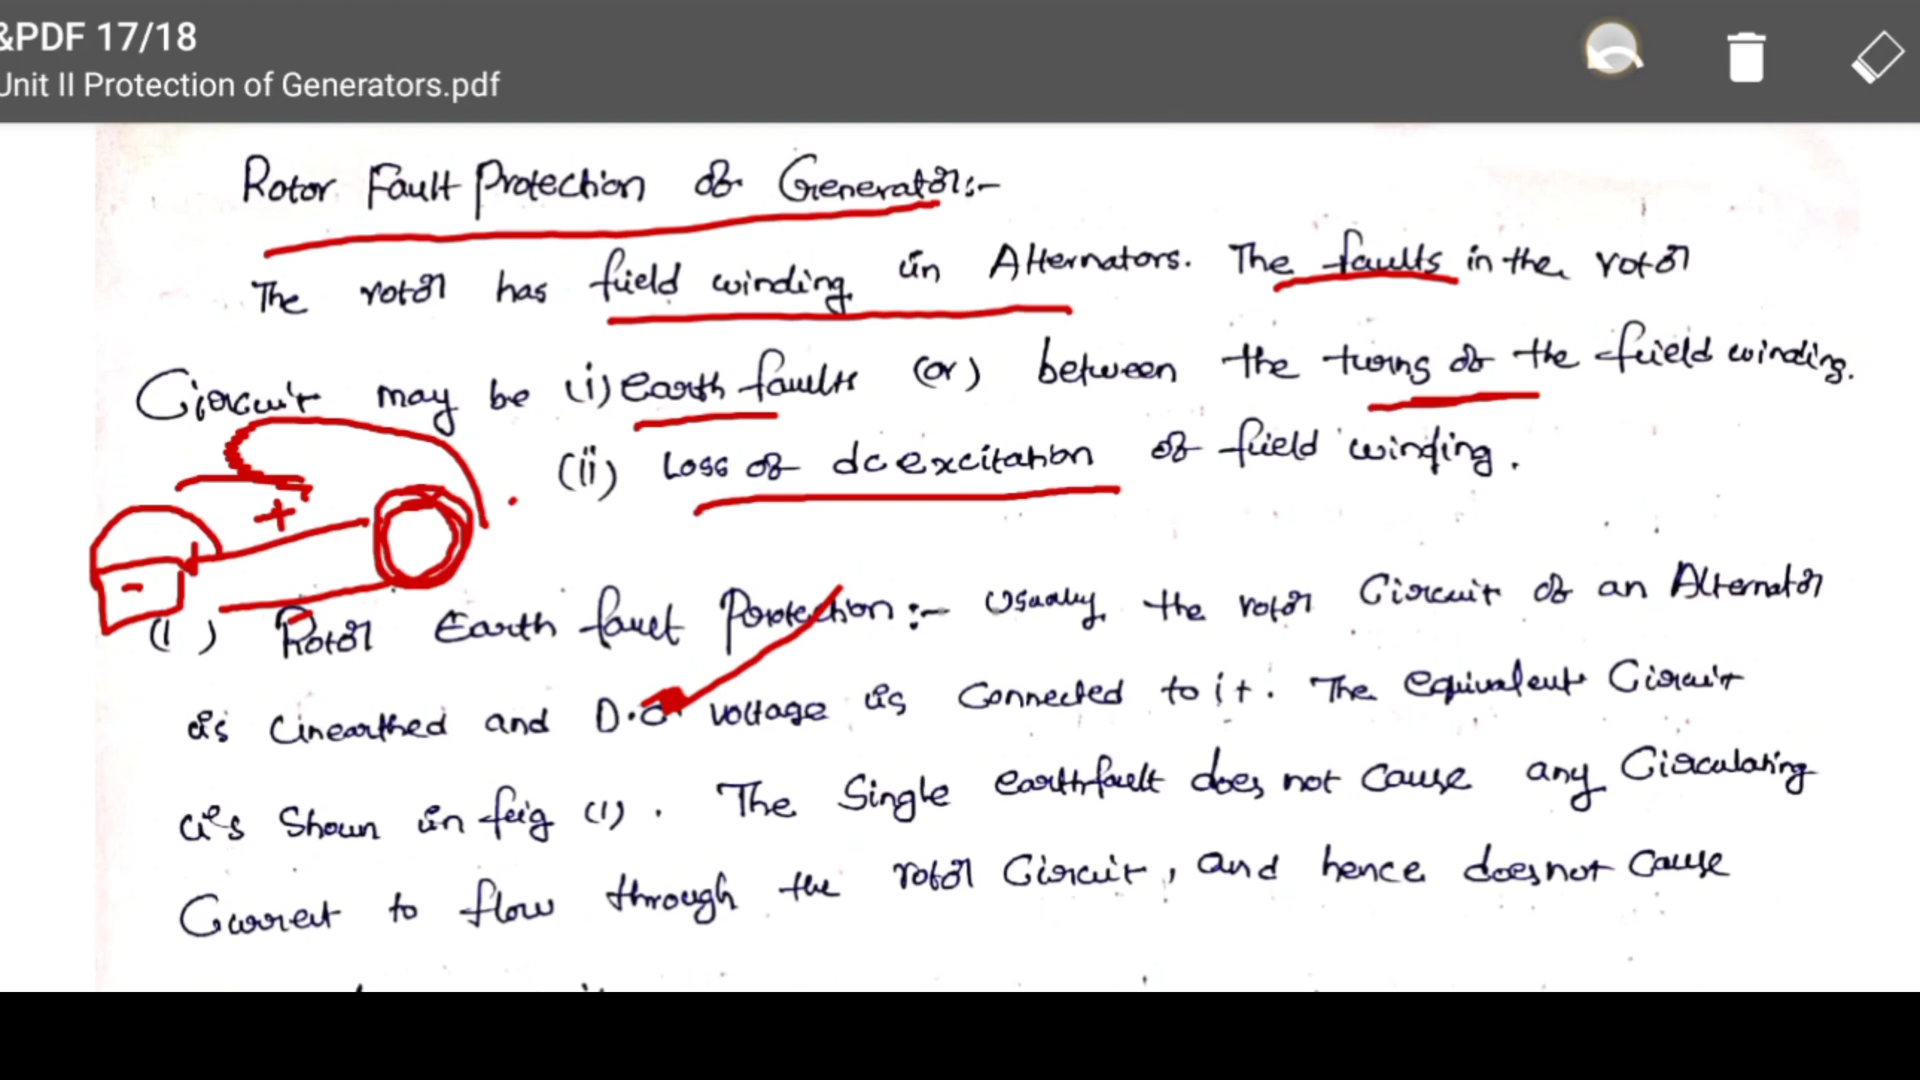 &PDF 17/18
Unit II Protection of Generators.pdf
Rotor Fault Protection of Generator:-
The rotor has field winding in Alternators. The faults in the rotor
Circuit may be (i) earth faults (or) between the turns of the field winding.
(ii) Loss of dc excitation of field winding.
+
-
(1) Rotor Earth fault Protection:- Usually the rotor Circuit of an Alternator
is Unearthed and D.C voltage is Connected to it. The equivalent Circuit
is Shown in fig (1). The Single earthfault does not cause any Circulating
Current to flow through the rotor Circuit, and hence does not cause